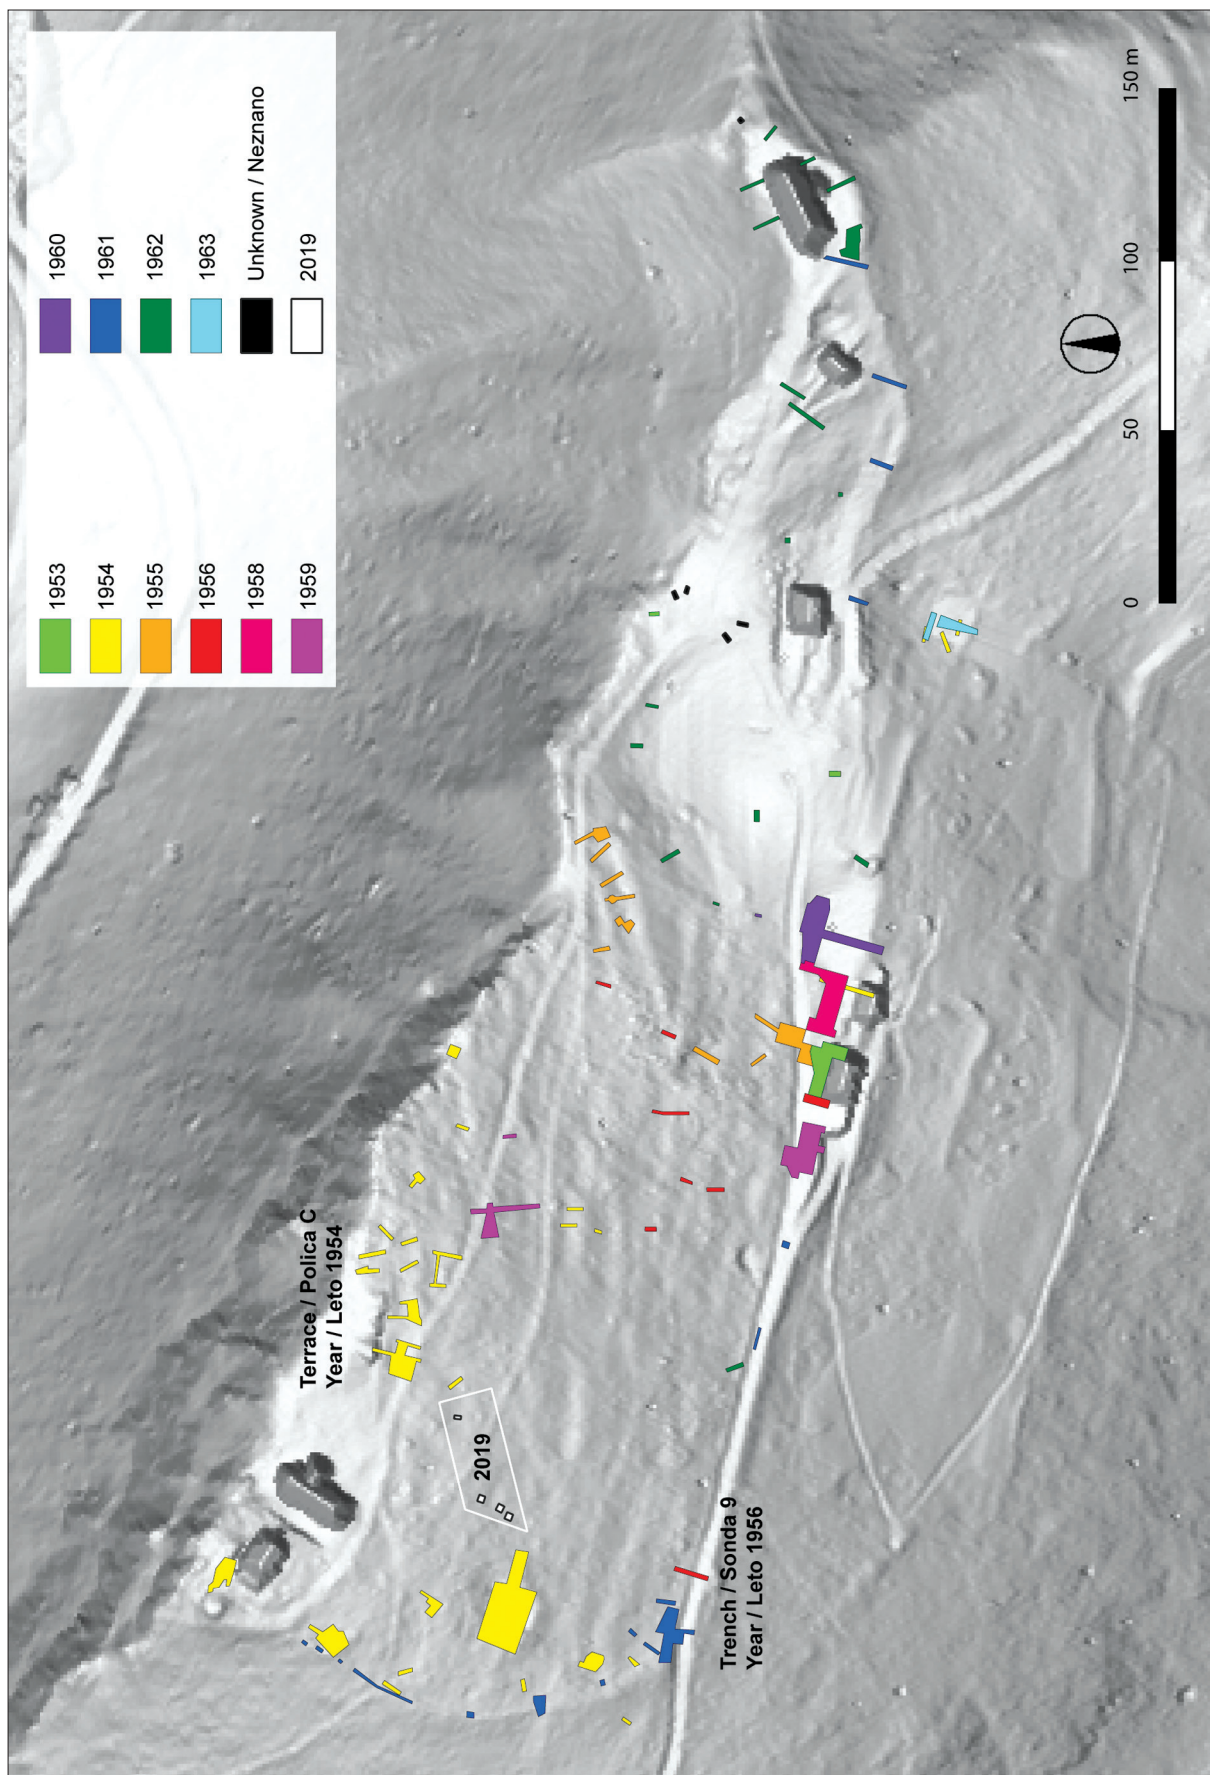 1953
1954
1955
1956
1958
1959
1960
1961
1962
1963
Unknown / Neznano
2019
Terrace / Polica C
Year / Leto 1954
2019
Trench / Sonda 9
Year / Leto 1956
0
50
100
150 m